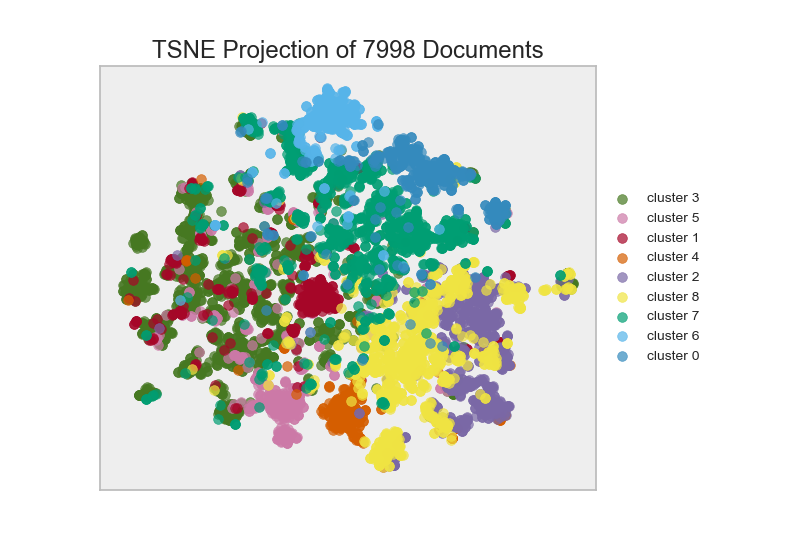 TSNE Projection of 7998 Documents
cluster 3
cluster 5
cluster 1
cluster 4
cluster 2
cluster 8
cluster 7
cluster 6
cluster 0